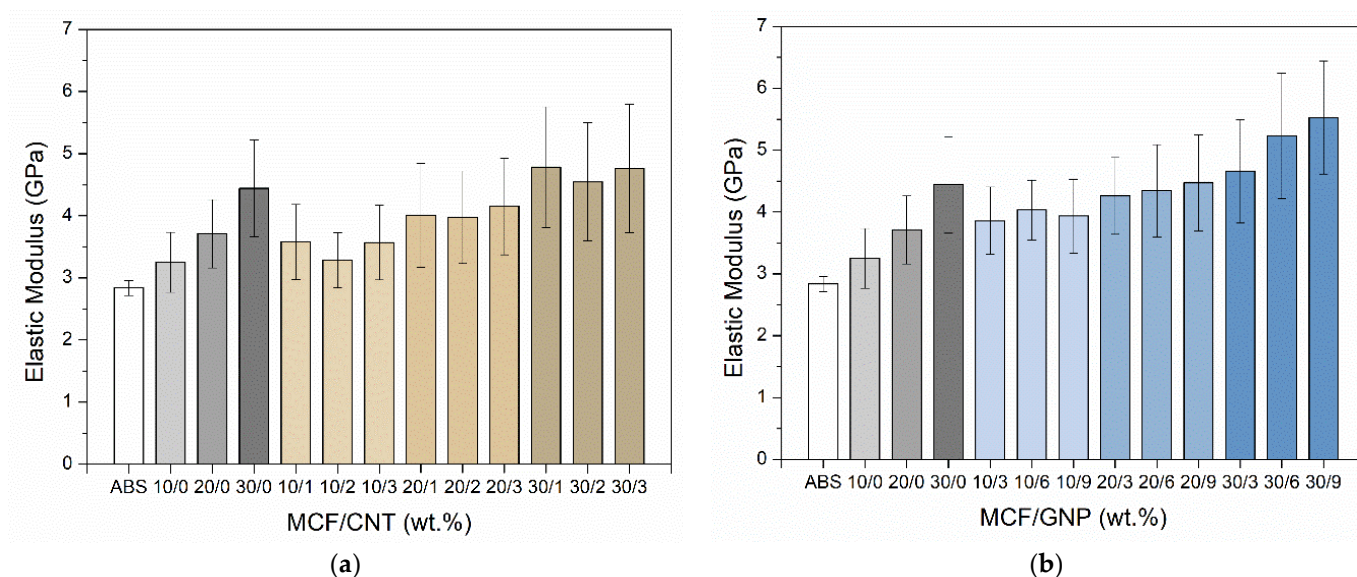 7
6
5
4
3
2
1
0
Elastic Modulus (GPa)
ABS 10/0 20/0 30/0 10/1 10/2 10/3 20/1 20/2 20/3 30/1 30/2 30/3
MCF/CNT (wt.%)
(a)
7
6
5
4
3
2
1
0
Elastic Modulus (GPa)
ABS 10/0 20/0 30/0 10/3 10/6 10/9 20/3 20/6 20/9 30/3 30/6 30/9
MCF/GNP (wt.%)
(b)